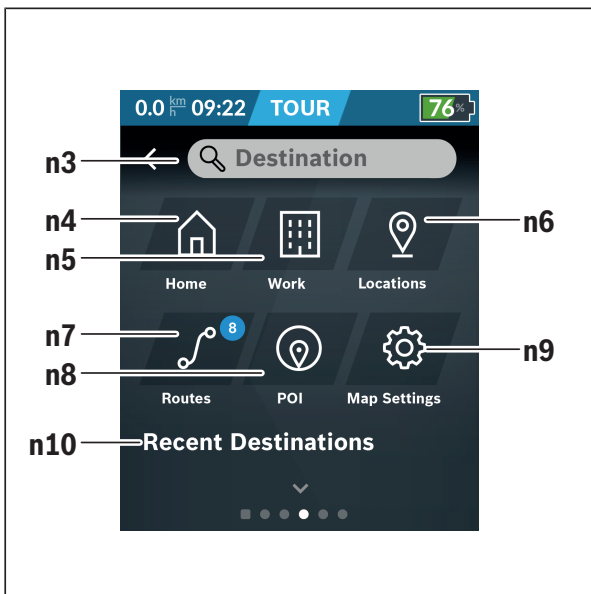 0.0 km/h 09:22 TOUR 76%
n3 Destination
n4 n6
n5
Home Work Locations
n7 8
n9
n8
Routes POI Map Settings
n10 Recent Destinations